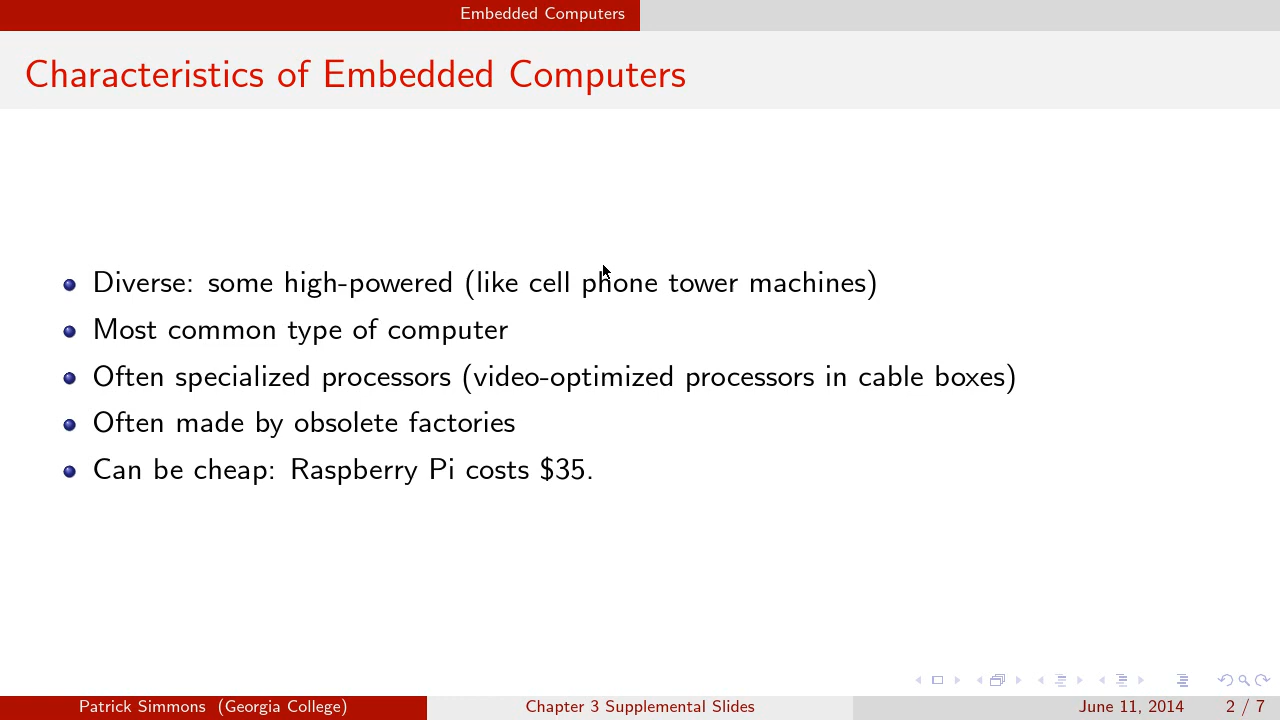 Embedded Computers
Characteristics of Embedded Computers
Diverse: some high-powered (like cell phone tower machines)
Most common type of computer
Often specialized processors (video-optimized processors in cable boxes)
Often made by obsolete factories
Can be cheap: Raspberry Pi costs $35.
Patrick Simmons (Georgia College) Chapter 3 Supplemental Slides June 11, 2014 2 / 7